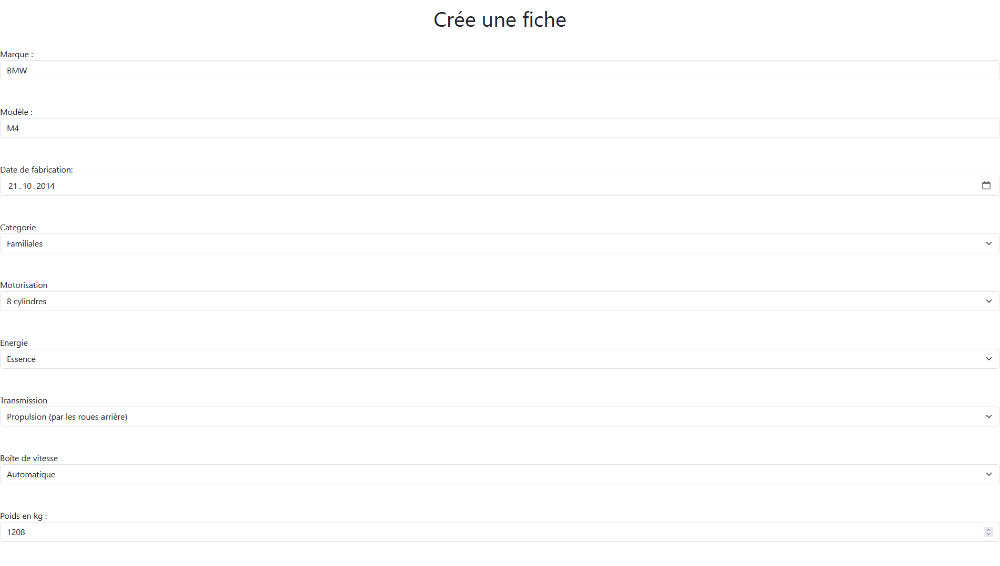 Crée une fiche
Marque :
BMW
Modèle :
M4
Date de fabrication:
21.10.2014
Categorie
Familiales
Motorisation
8 cylindres
Energie
Essence
Transmission
Propulsion (par les roues arrière)
Boîte de vitesse
Automatique
Poids en kg :
1208